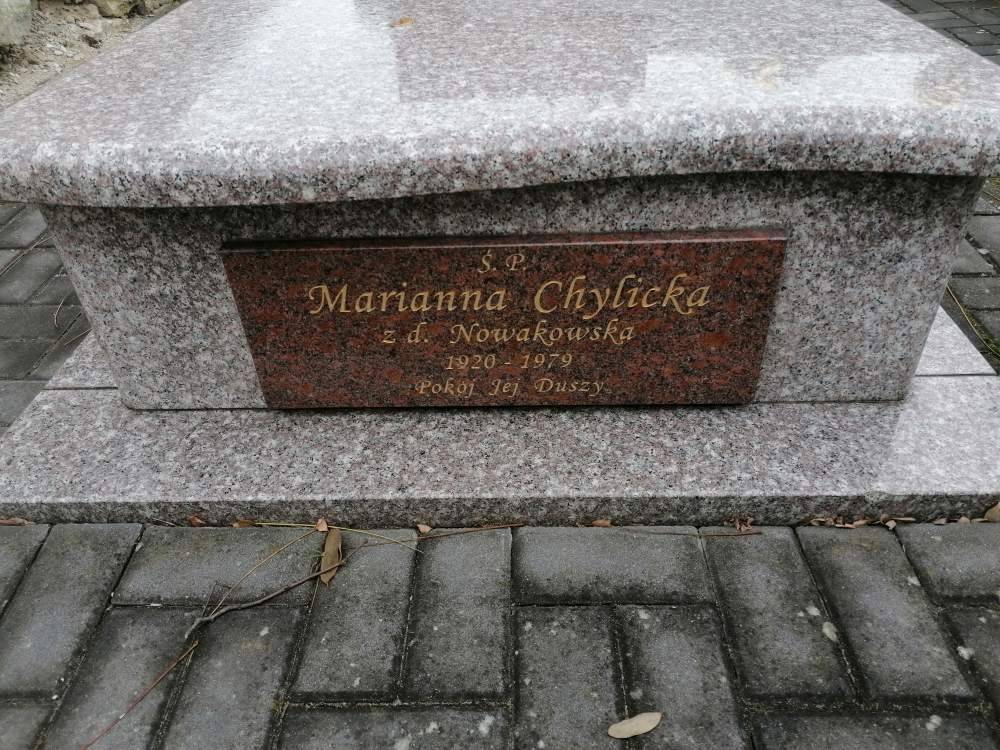 Ś. P.
Marianna Chylicka
z d. Nowakowska
1920 - 1979
Pokój Jej Duszy